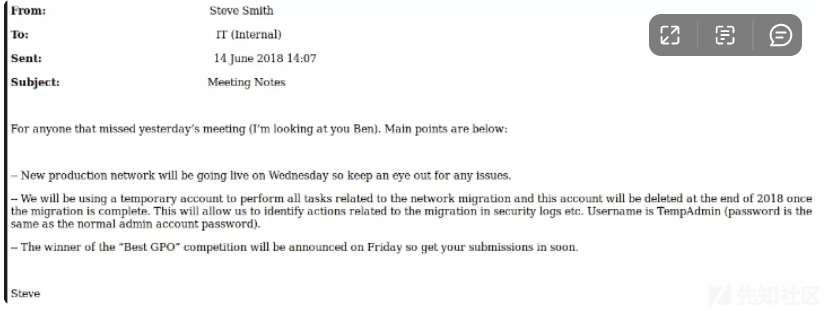 From: Steve Smith
To: IT (Internal)
Sent: 14 June 2018 14:07
Subject: Meeting Notes
For anyone that missed yesterday's meeting (I'm looking at you Ben). Main points are below:
-- New production network will be going live on Wednesday so keep an eye out for any issues.
-- We will be using a temporary account to perform all tasks related to the network migration and this account will be deleted at the end of 2018 once
the migration is complete. This will allow us to identify actions related to the migration in security logs etc. Username is TempAdmin (password is the
same as the normal admin account password).
-- The winner of the “Best GPO” competition will be announced on Friday so get your submissions in soon.
Steve
先知社区